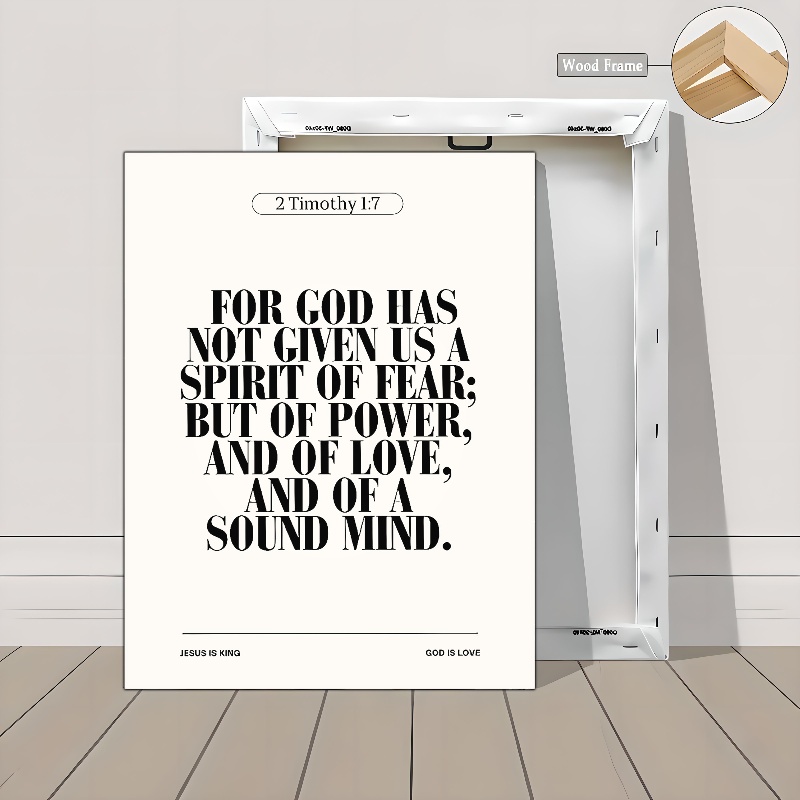 Wood Frame
2 Timothy 1:7
FOR GOD HAS
NOT GIVEN US A
SPIRIT OF FEAR;
BUT OF POWER,
AND OF LOVE,
AND OF A
SOUND MIND.
JESUS IS KING
GOD IS LOVE